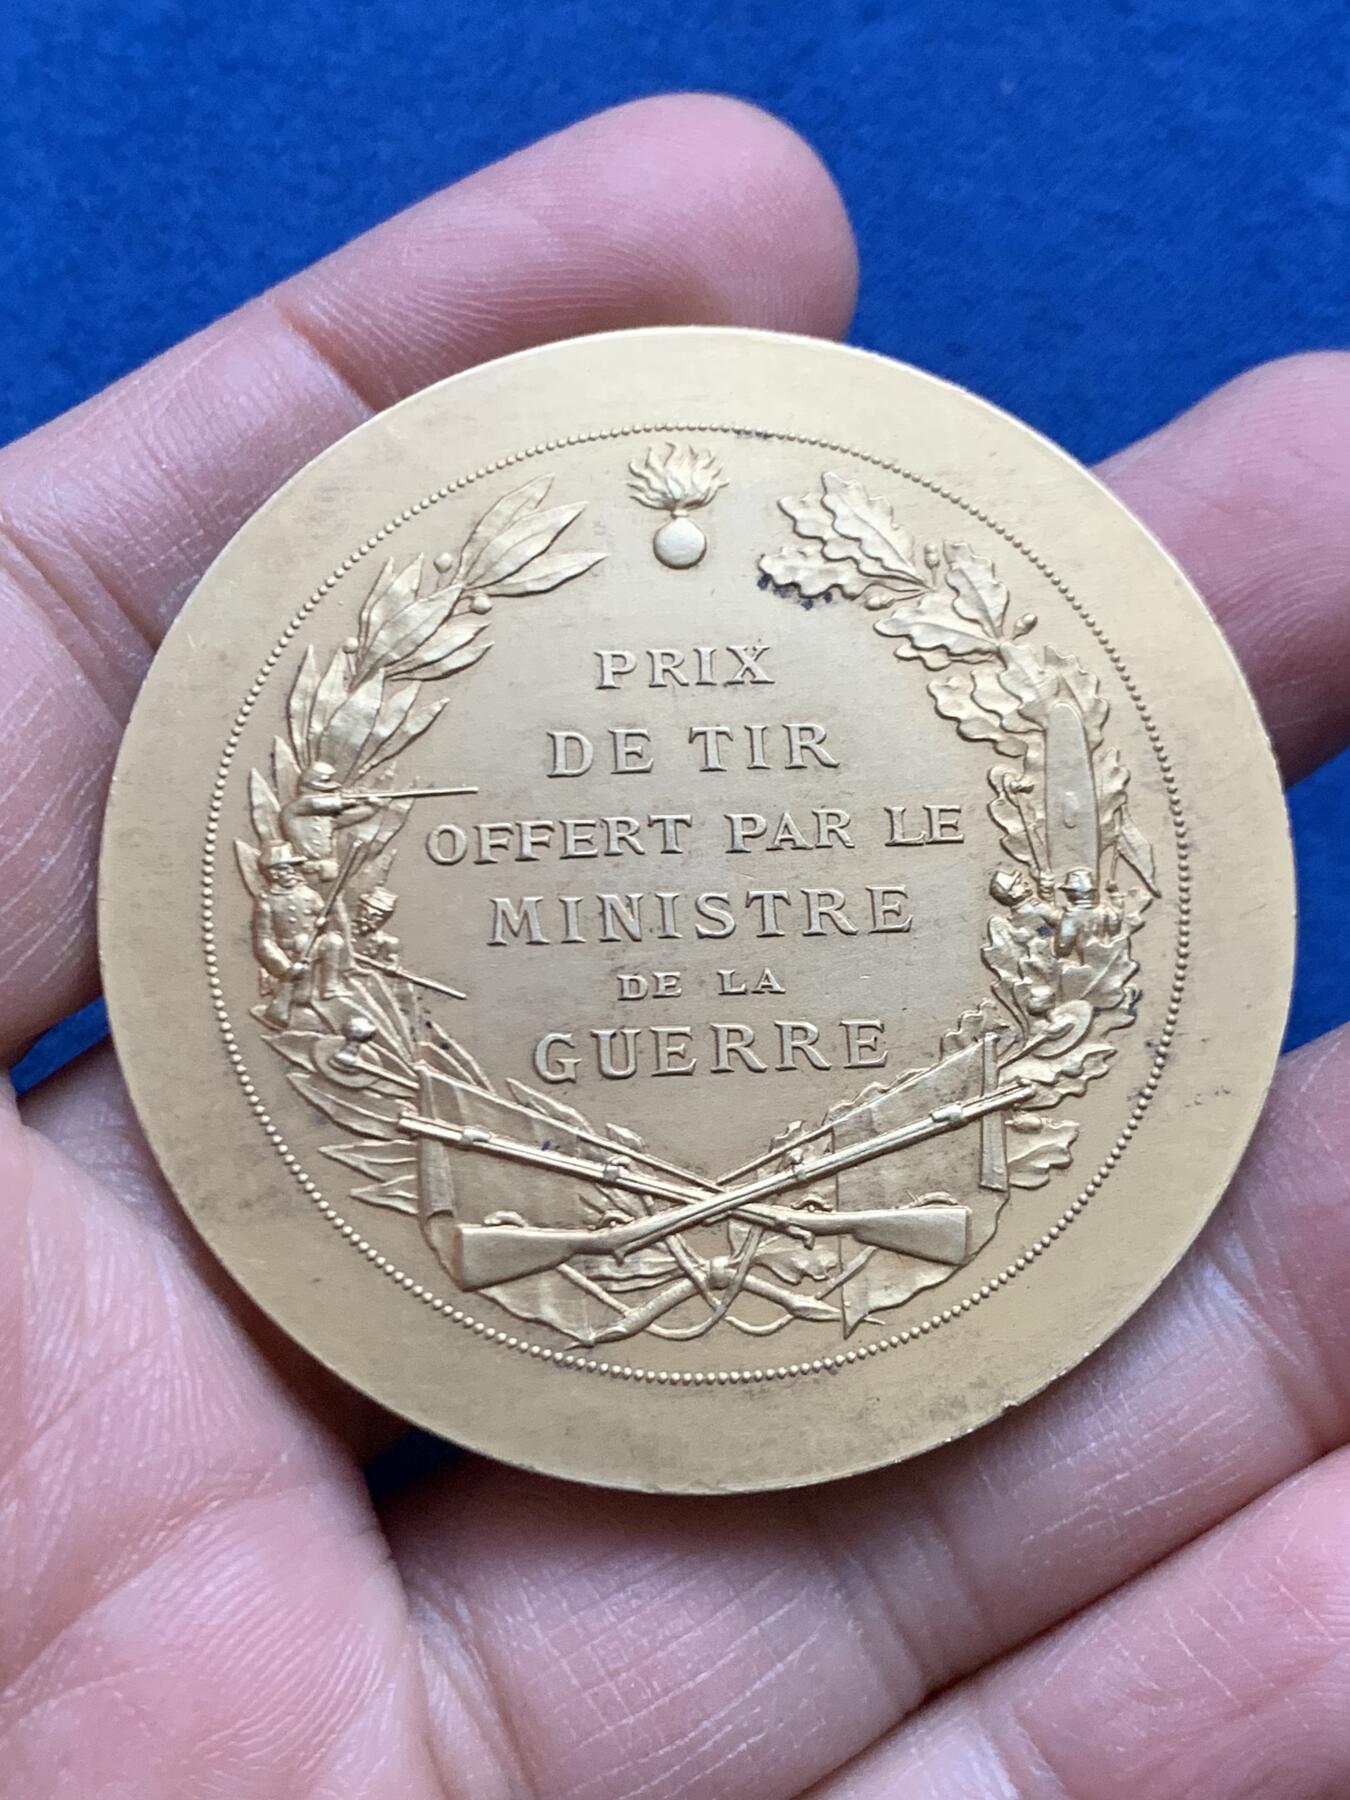 PRIX
DE TIR
OFFERT PAR LE
MINISTRE
DE LA
GUERRE